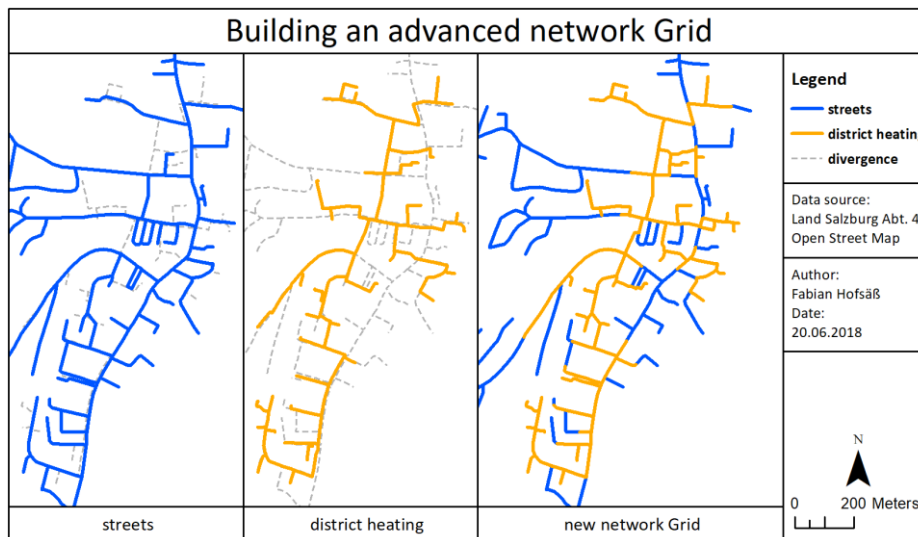 Building an advanced network Grid
streets
district heating
new network Grid
Legend
streets
district heating
divergence
Data source:
Land Salzburg Abt. 4
Open Street Map
Author:
Fabian Hofsäß
Date:
20.06.2018
N
0 200 Meters